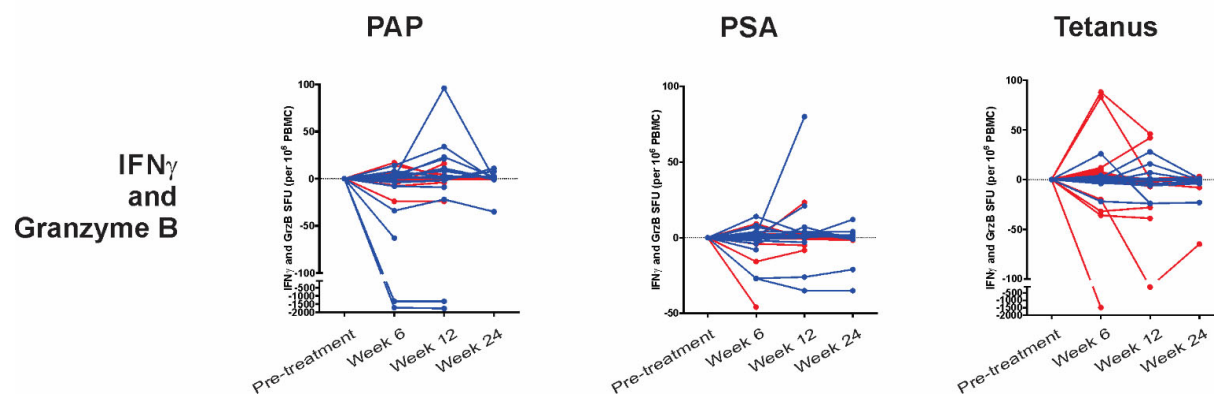 PAP
PSA
Tetanus
IFNγ
and
Granzyme B
IFNγ and GrzB SFU (per 10⁶ PBMC)
100
50
0
-50
-100
-500
-1000
-1500
-2000
Pre-treatment
Week 6
Week 12
Week 24
IFNγ and GrzB SFU (per 10⁶ PBMC)
100
50
0
-50
Pre-treatment
Week 6
Week 12
Week 24
IFNγ and GrzB SFU (per 10⁶ PBMC)
100
50
0
-50
-100
-500
-1000
-1500
-2000
Pre-treatment
Week 6
Week 12
Week 24